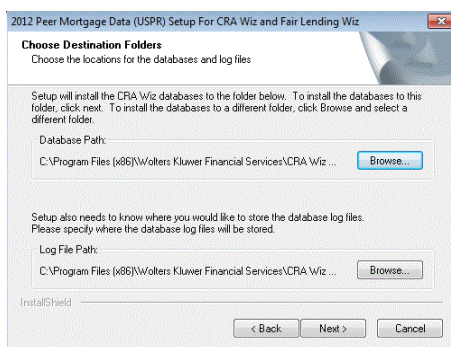 2012 Peer Mortgage Data (USPR) Setup For CRA Wiz and Fair Lending Wiz
Choose Destination Folders
Choose the locations for the databases and log files
Setup will install the CRA Wiz databases to the folder below. To install the databases to this
folder, click next. To install the databases to a different folder, click Browse and select a
different folder.
Database Path:
C:\Program Files (x86)\Wolters Kluwer Financial Services\CRA Wiz ...
Browse...
Setup also needs to know where you would like to store the database log files.
Please specify where the database log files will be stored.
Log File Path:
C:\Program Files (x86)\Wolters Kluwer Financial Services\CRA Wiz ...
Browse...
InstallShield
< Back
Next >
Cancel